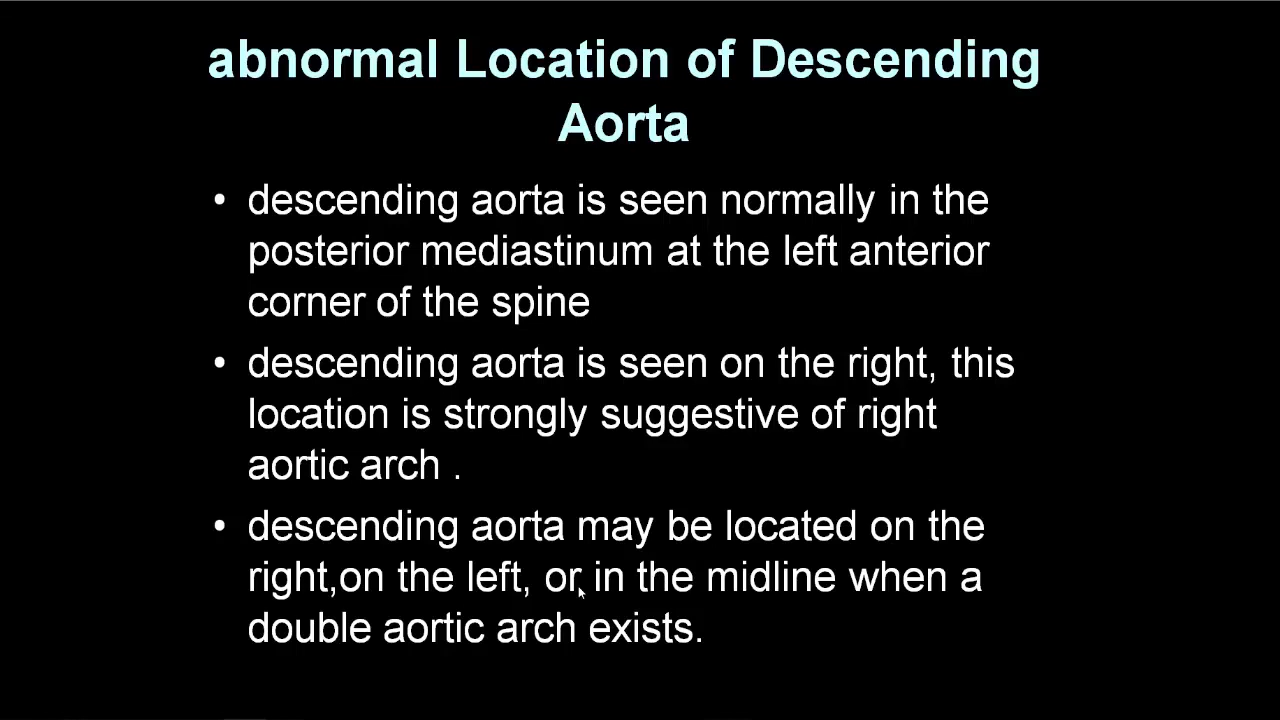 abnormal Location of Descending
Aorta
• descending aorta is seen normally in the
posterior mediastinum at the left anterior
corner of the spine
• descending aorta is seen on the right, this
location is strongly suggestive of right
aortic arch .
• descending aorta may be located on the
right,on the left, or in the midline when a
double aortic arch exists.